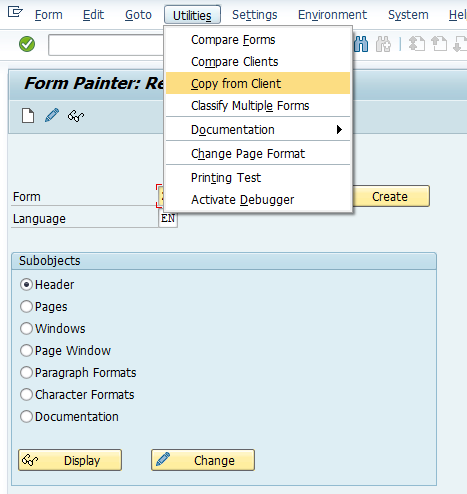 Form Edit Goto Utilities Settings Environment System Help
Compare Forms
Compare Clients
Form Painter: Re
Copy from Client
Classify Multiple Forms
Documentation
Change Page Format
Printing Test
Form Create
Activate Debugger
Language EN
Subobjects
Header
Pages
Windows
Page Window
Paragraph Formats
Character Formats
Documentation
Display Change